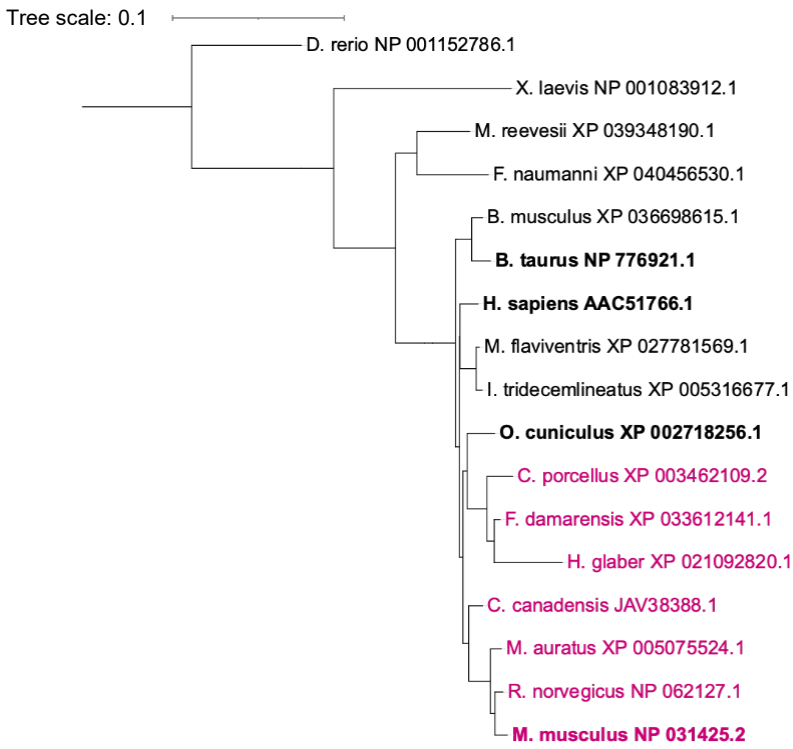 Tree scale: 0.1
D. rerio NP 001152786.1
X. laevis NP 001083912.1
M. reevesii XP 039348190.1
F. naumanni XP 040456530.1
B. musculus XP 036698615.1
B. taurus NP 776921.1
H. sapiens AAC51766.1
M. flaviventris XP 027781569.1
I. tridecemlineatus XP 005316677.1
O. cuniculus XP 002718256.1
C. porcellus XP 003462109.2
F. damarensis XP 033612141.1
H. glaber XP 021092820.1
C. canadensis JAV38388.1
M. auratus XP 005075524.1
R. norvegicus NP 062127.1
M. musculus NP 031425.2